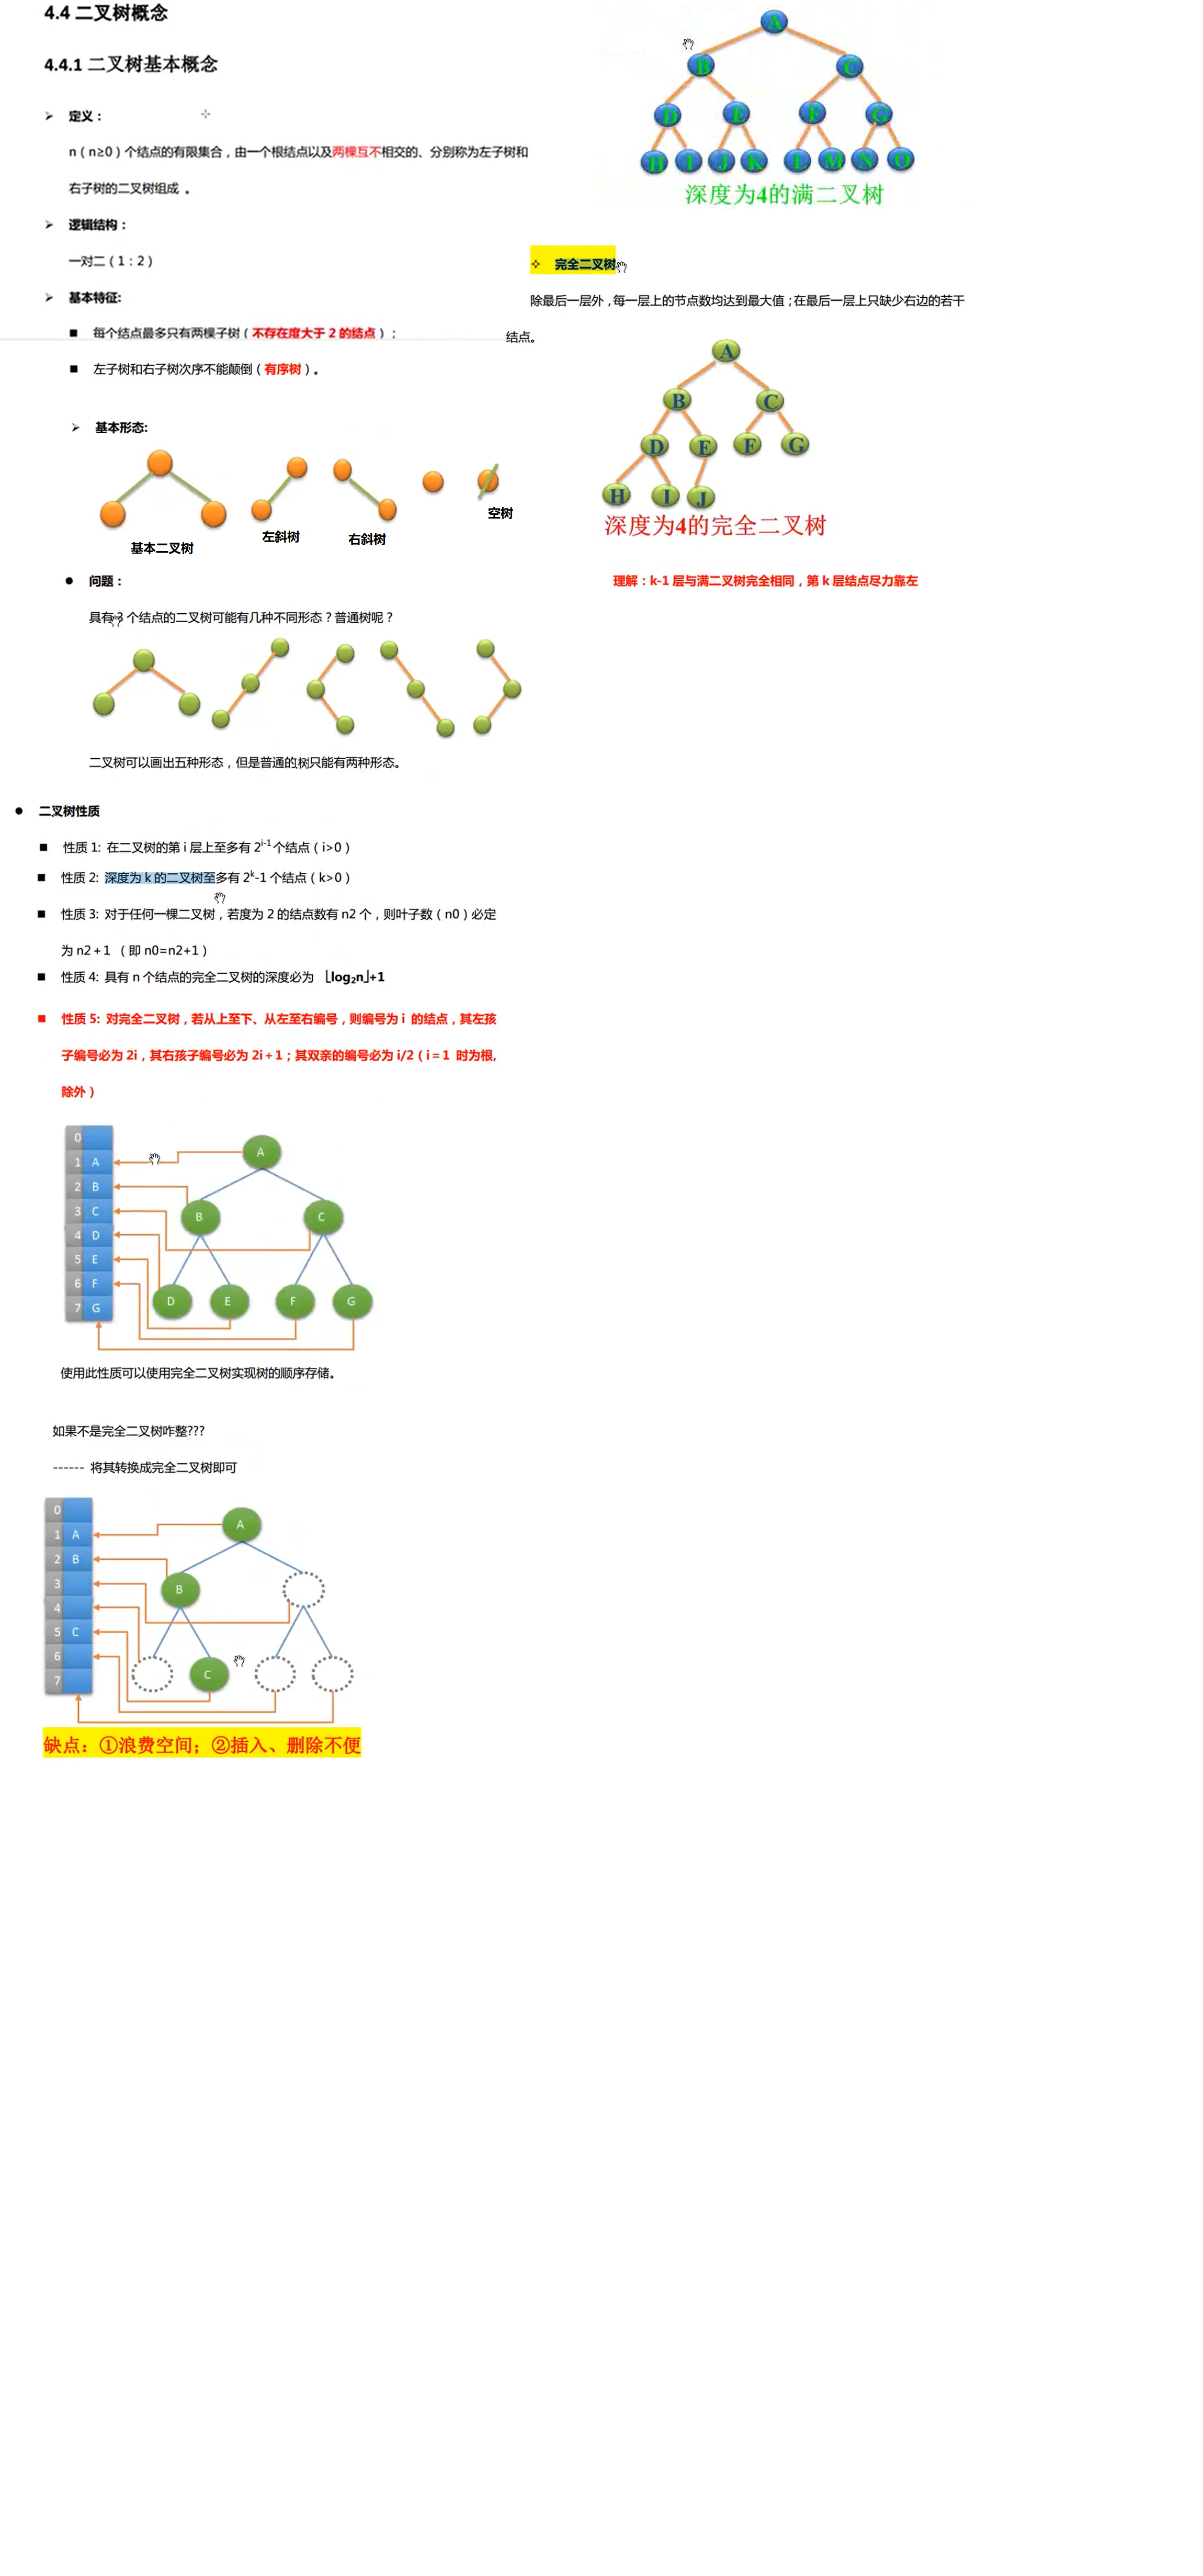 4.4 二叉树概念
4.4.1 二叉树基本概念
➢ 定义：
n（n≥0）个结点的有限集合，由一个根结点以及两棵互不相交的、分别称为左子树和
右子树的二叉树组成 。
➢ 逻辑结构：
一对二（1：2）
➢ 基本特征:
■ 每个结点最多只有两棵子树（不存在度大于 2 的结点）；
■ 左子树和右子树次序不能颠倒（有序树）。
➢ 基本形态:
基本二叉树
左斜树
右斜树
空树
● 问题：
具有 3 个结点的二叉树可能有几种不同形态？普通树呢？
二叉树可以画出五种形态，但是普通的树只能有两种形态。
● 二叉树性质
■ 性质 1: 在二叉树的第 i 层上至多有 2^{i-1} 个结点（i>0）
■ 性质 2: 深度为 k 的二叉树至多有 2^k-1 个结点（k>0）
■ 性质 3: 对于任何一棵二叉树，若度为 2 的结点数有 n2 个，则叶子数（n0）必定
为 n2＋1 （即 n0=n2+1）
■ 性质 4: 具有 n 个结点的完全二叉树的深度必为 ⌊log₂n⌋+1
■ 性质 5: 对完全二叉树，若从上至下、从左至右编号，则编号为 i 的结点，其左孩
子编号必为 2i，其右孩子编号必为 2i＋1；其双亲的编号必为 i/2（i＝1 时为根,
除外）
0
1 A
2 B
3 C
4 D
5 E
6 F
7 G
A
B C
D E F G
使用此性质可以使用完全二叉树实现树的顺序存储。
如果不是完全二叉树咋整???
------ 将其转换成完全二叉树即可
0
1 A
2 B
3
4
5 C
6
7
A
B
C
缺点：①浪费空间；②插入、删除不便
A
B C
D E F G
H I J K L M N O
深度为4的满二叉树
✧ 完全二叉树
除最后一层外，每一层上的节点数均达到最大值；在最后一层上只缺少右边的若干
结点。
A
B C
D E F G
H I J
深度为4的完全二叉树
理解：k-1 层与满二叉树完全相同，第 k 层结点尽力靠左